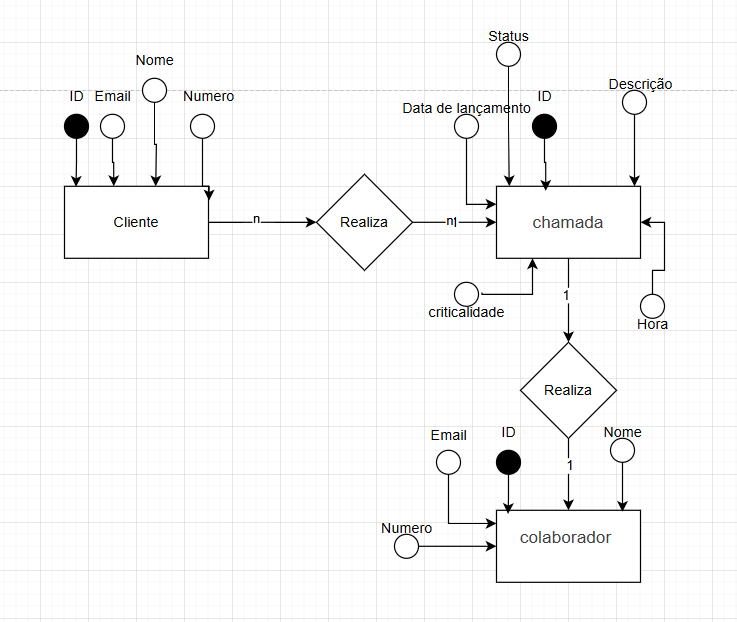 Status
Nome
Descrição
ID
Email
Numero
Data de lançamento
ID
Cliente
n
Realiza
n1
chamada
criticalidade
1
Hora
Realiza
Email
ID
Nome
1
Numero
colaborador